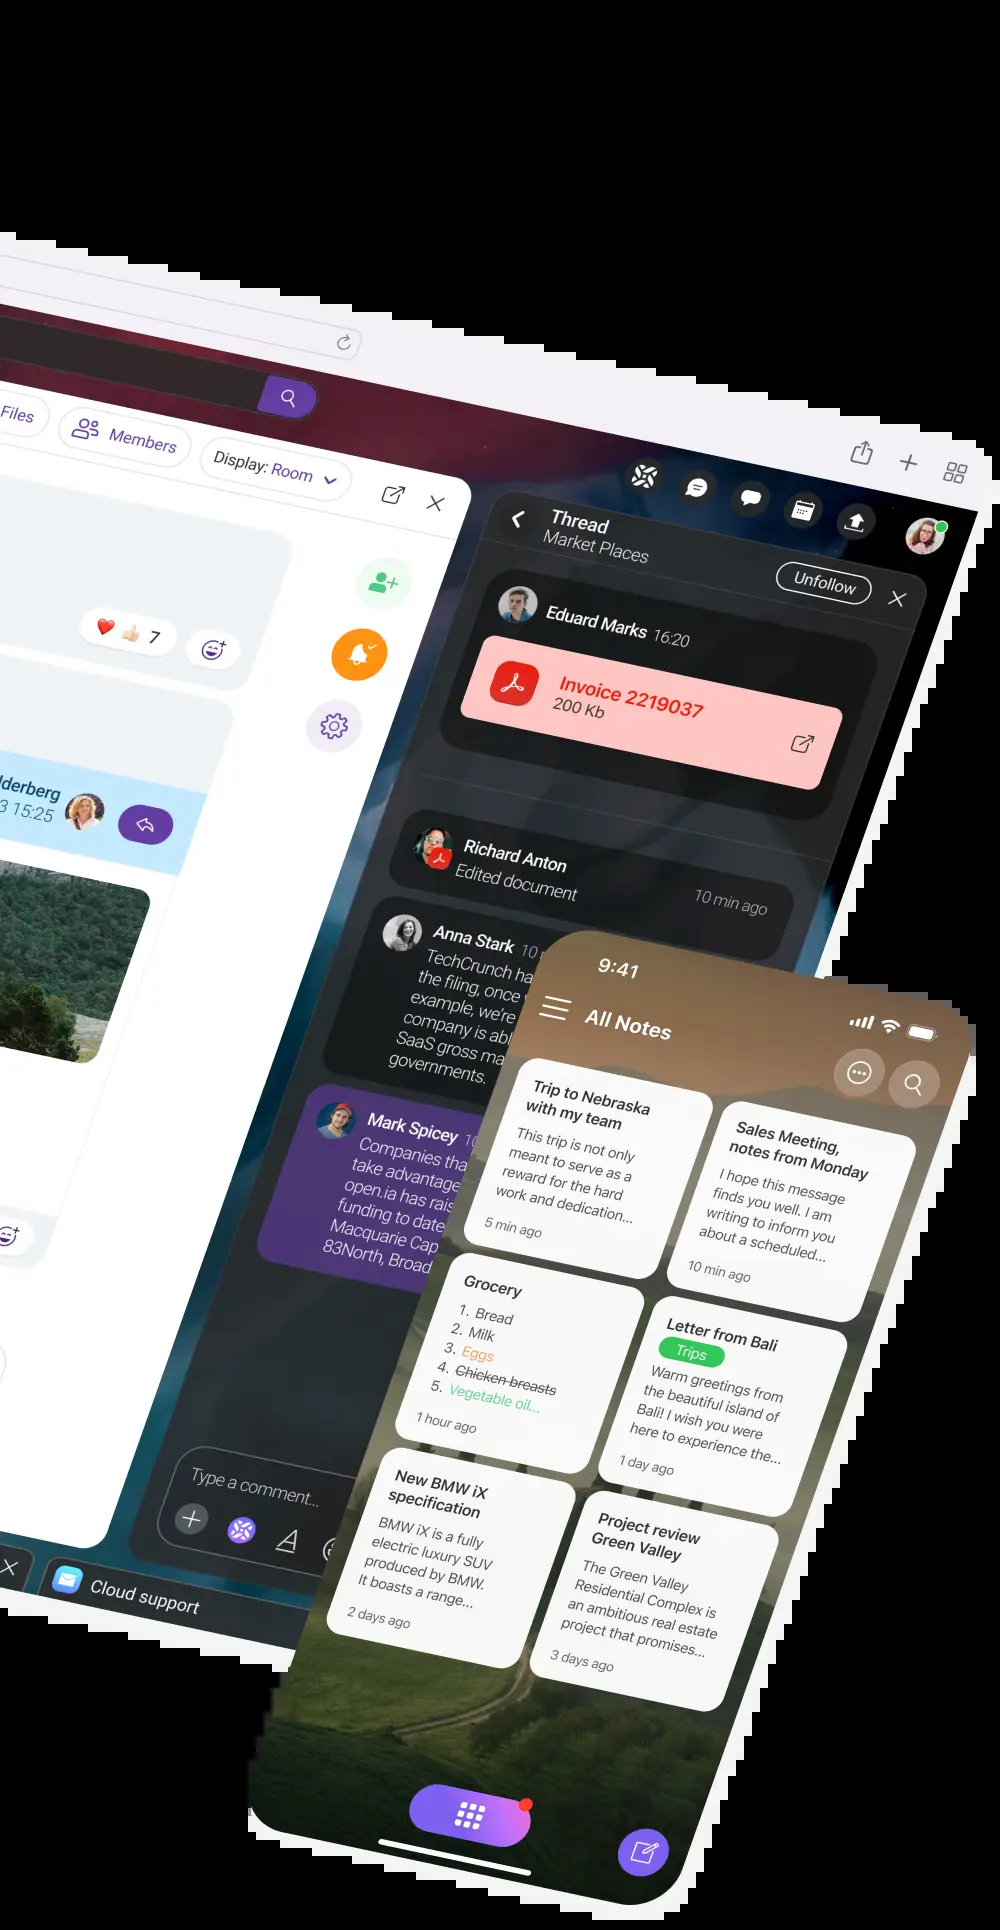 Files
Members
Display: Room
7
lderberg
3 15:25
Thread
Market Places
Unfollow
Eduard Marks 16:20
Invoice 2219037
200 Kb
Richard Anton
Edited document
10 min ago
Anna Stark 10
TechCrunch ha
the filing, once
example, we're
company is abl
SaaS gross ma
governments.
Mark Spicey 10
Companies tha
take advantage
open.ia has rais
funding to date
Macquarie Cap
83North, Broad
Type a comment...
Cloud support
9:41
All Notes
Trip to Nebraska
with my team
This trip is not only
meant to serve as a
reward for the hard
work and dedication...
5 min ago
Sales Meeting,
notes from Monday
I hope this message
finds you well. I am
writing to inform you
about a scheduled...
10 min ago
Grocery
1. Bread
2. Milk
3. Eggs
4. Chicken breasts
5. Vegetable oil...
1 hour ago
Letter from Bali
Trips
Warm greetings from
the beautiful island of
Bali! I wish you were
here to experience the...
1 day ago
New BMW iX
specification
BMW iX is a fully
electric luxury SUV
produced by BMW.
It boasts a range...
2 days ago
Project review
Green Valley
The Green Valley
Residential Complex is
an ambitious real estate
project that promises...
3 days ago